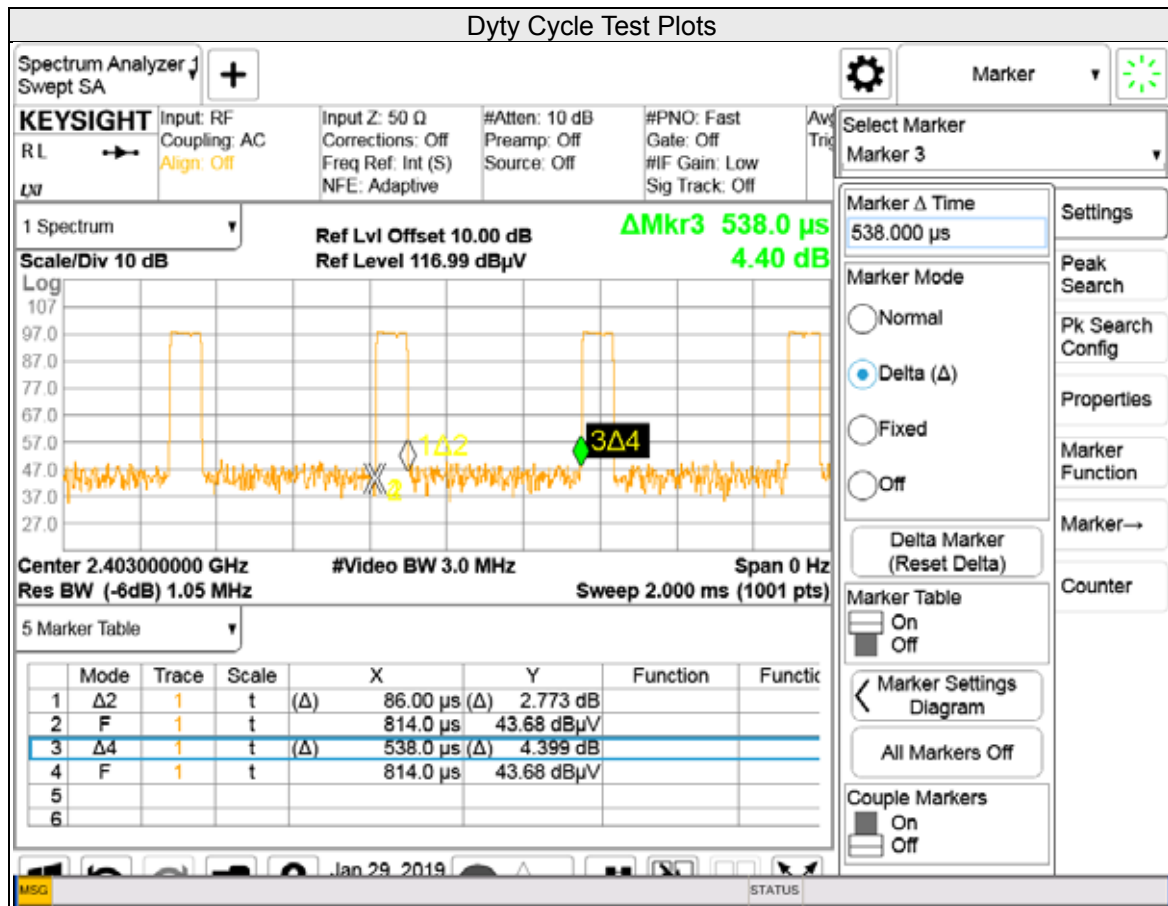 Dyty Cycle Test Plots
Spectrum Analyzer 1
Swept SA
+
Marker
KEYSIGHT
R L
LXI
Input: RF
Coupling: AC
Align: Off
Input Z: 50 Ω
Corrections: Off
Freq Ref: Int (S)
NFE: Adaptive
#Atten: 10 dB
Preamp: Off
Source: Off
#PNO: Fast
Gate: Off
#IF Gain: Low
Sig Track: Off
Avg
Trig
Select Marker
Marker 3
1 Spectrum
Scale/Div 10 dB
Ref Lvl Offset 10.00 dB
Ref Level 116.99 dBµV
ΔMkr3 538.0 µs
4.40 dB
Log
107
97.0
87.0
77.0
67.0
57.0
47.0
37.0
27.0
1Δ2
3Δ4
Center 2.403000000 GHz
#Video BW 3.0 MHz
Span 0 Hz
Res BW (-6dB) 1.05 MHz
Sweep 2.000 ms (1001 pts)
5 Marker Table
Mode Trace Scale X Y Function Functio
1 Δ2 1 t (Δ) 86.00 µs (Δ) 2.773 dB
2 F 1 t 814.0 µs 43.68 dBµV
3 Δ4 1 t (Δ) 538.0 µs (Δ) 4.399 dB
4 F 1 t 814.0 µs 43.68 dBµV
5
6
Jan 29, 2019
Marker Δ Time
538.000 µs
Marker Mode
Normal
Delta (Δ)
Fixed
Off
Delta Marker
(Reset Delta)
Marker Table
On
Off
Marker Settings
Diagram
All Markers Off
Couple Markers
On
Off
Settings
Peak
Search
Pk Search
Config
Properties
Marker
Function
Marker→
Counter
MSG
STATUS